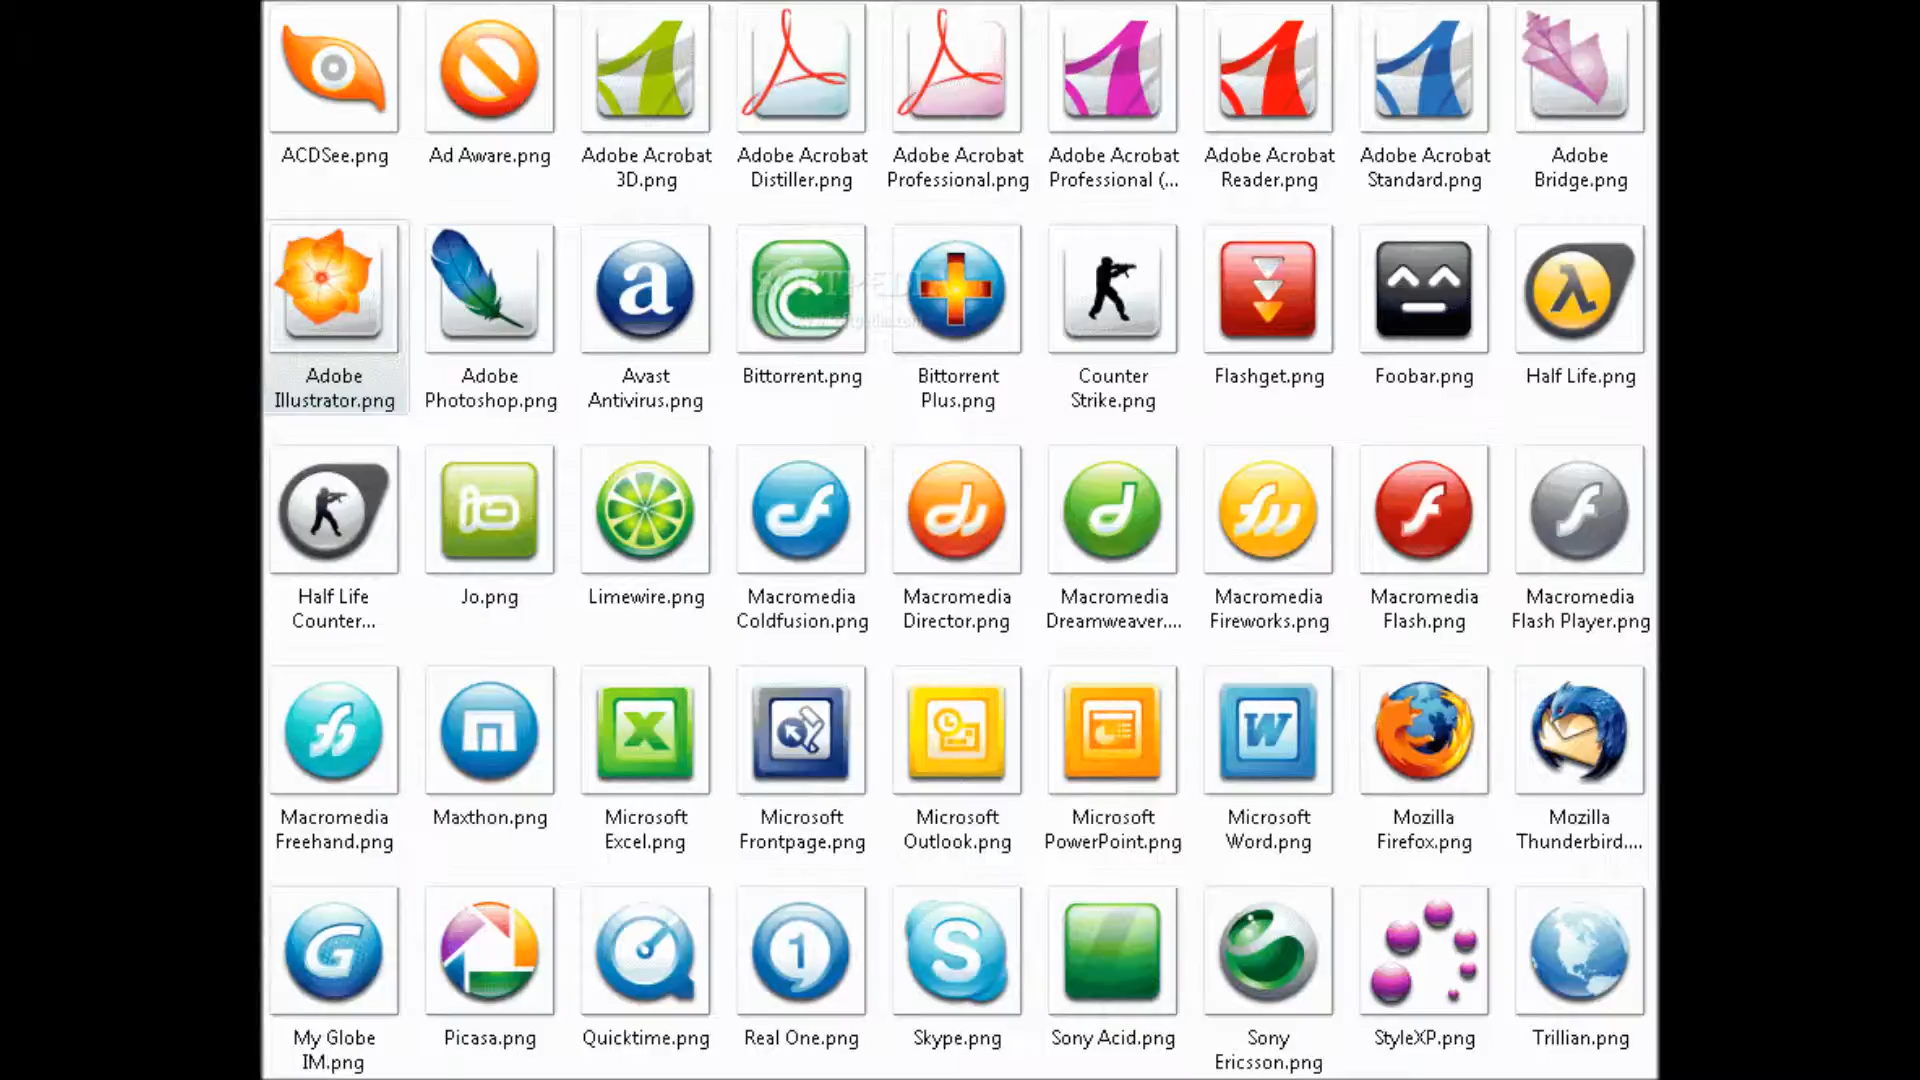 ACDSee.png
Ad Aware.png
Adobe Acrobat
3D.png
Adobe Acrobat
Distiller.png
Adobe Acrobat
Professional.png
Adobe Acrobat
Professional (...
Adobe Acrobat
Reader.png
Adobe Acrobat
Standard.png
Adobe
Bridge.png
a
SOFTPEDIA
Adobe
Illustrator.png
Adobe
Photoshop.png
Avast
Antivirus.png
Bittorrent.png
Bittorrent
Plus.png
Counter
Strike.png
Flashget.png
Foobar.png
Half Life.png
Half Life
Counter...
Jo.png
Limewire.png
Macromedia
Coldfusion.png
Macromedia
Director.png
Macromedia
Dreamweaver....
Macromedia
Fireworks.png
Macromedia
Flash.png
Macromedia
Flash Player.png
X
W
Macromedia
Freehand.png
Maxthon.png
Microsoft
Excel.png
Microsoft
Frontpage.png
Microsoft
Outlook.png
Microsoft
PowerPoint.png
Microsoft
Word.png
Mozilla
Firefox.png
Mozilla
Thunderbird....
G
1
S
My Globe
IM.png
Picasa.png
Quicktime.png
Real One.png
Skype.png
Sony Acid.png
Sony
Ericsson.png
StyleXP.png
Trillian.png